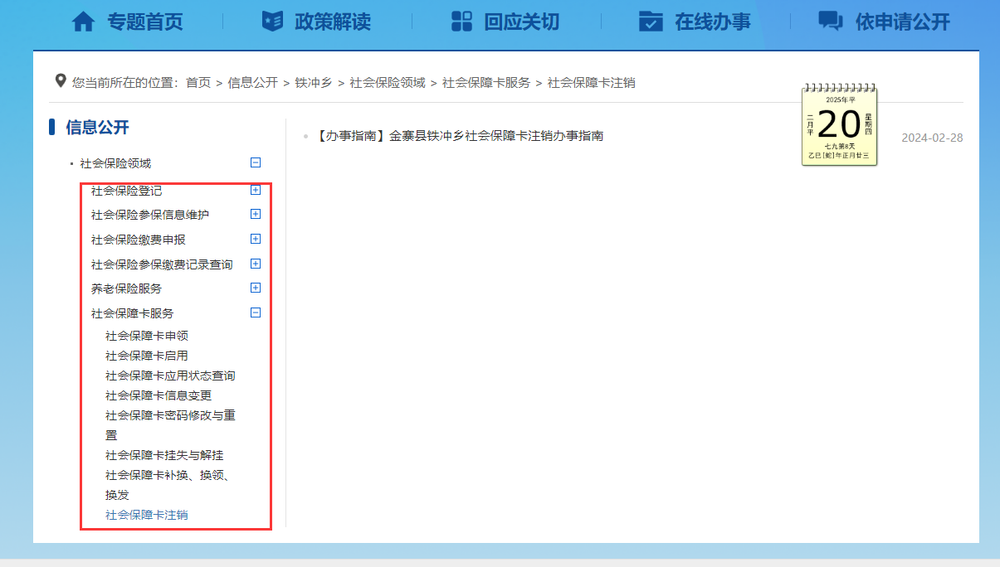 专题首页
政策解读
回应关切
在线办事
依申请公开
您当前所在的位置：首页 > 信息公开 > 铁冲乡 > 社会保险领域 > 社会保障卡服务 > 社会保障卡注销
信息公开
社会保险领域
社会保险登记
社会保险参保信息维护
社会保险缴费申报
社会保险参保缴费记录查询
养老保险服务
社会保障卡服务
社会保障卡申领
社会保障卡启用
社会保障卡应用状态查询
社会保障卡信息变更
社会保障卡密码修改与重
置
社会保障卡挂失与解挂
社会保障卡补换、换领、
换发
社会保障卡注销
【办事指南】金寨县铁冲乡社会保障卡注销办事指南
2025年平
二月平
20
星期四
七九第8天
乙巳[蛇]年正月廿三
2024-02-28